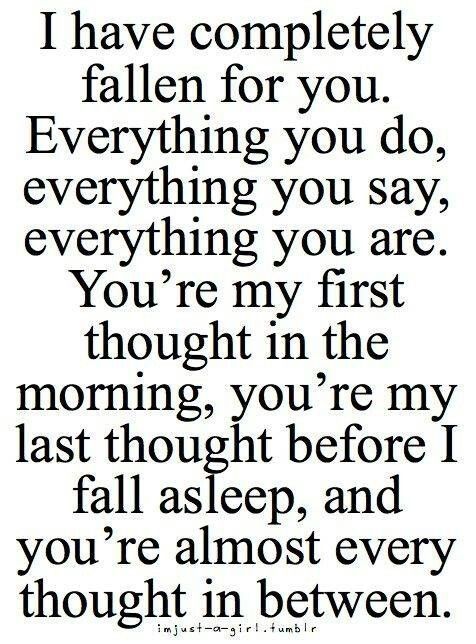 I have completely
fallen for you.
Everything you do,
everything you say,
everything you are.
You’re my first
thought in the
morning, you’re my
last thought before I
fall asleep, and
you’re almost every
thought in between.
imjust-a-girl.tumblr